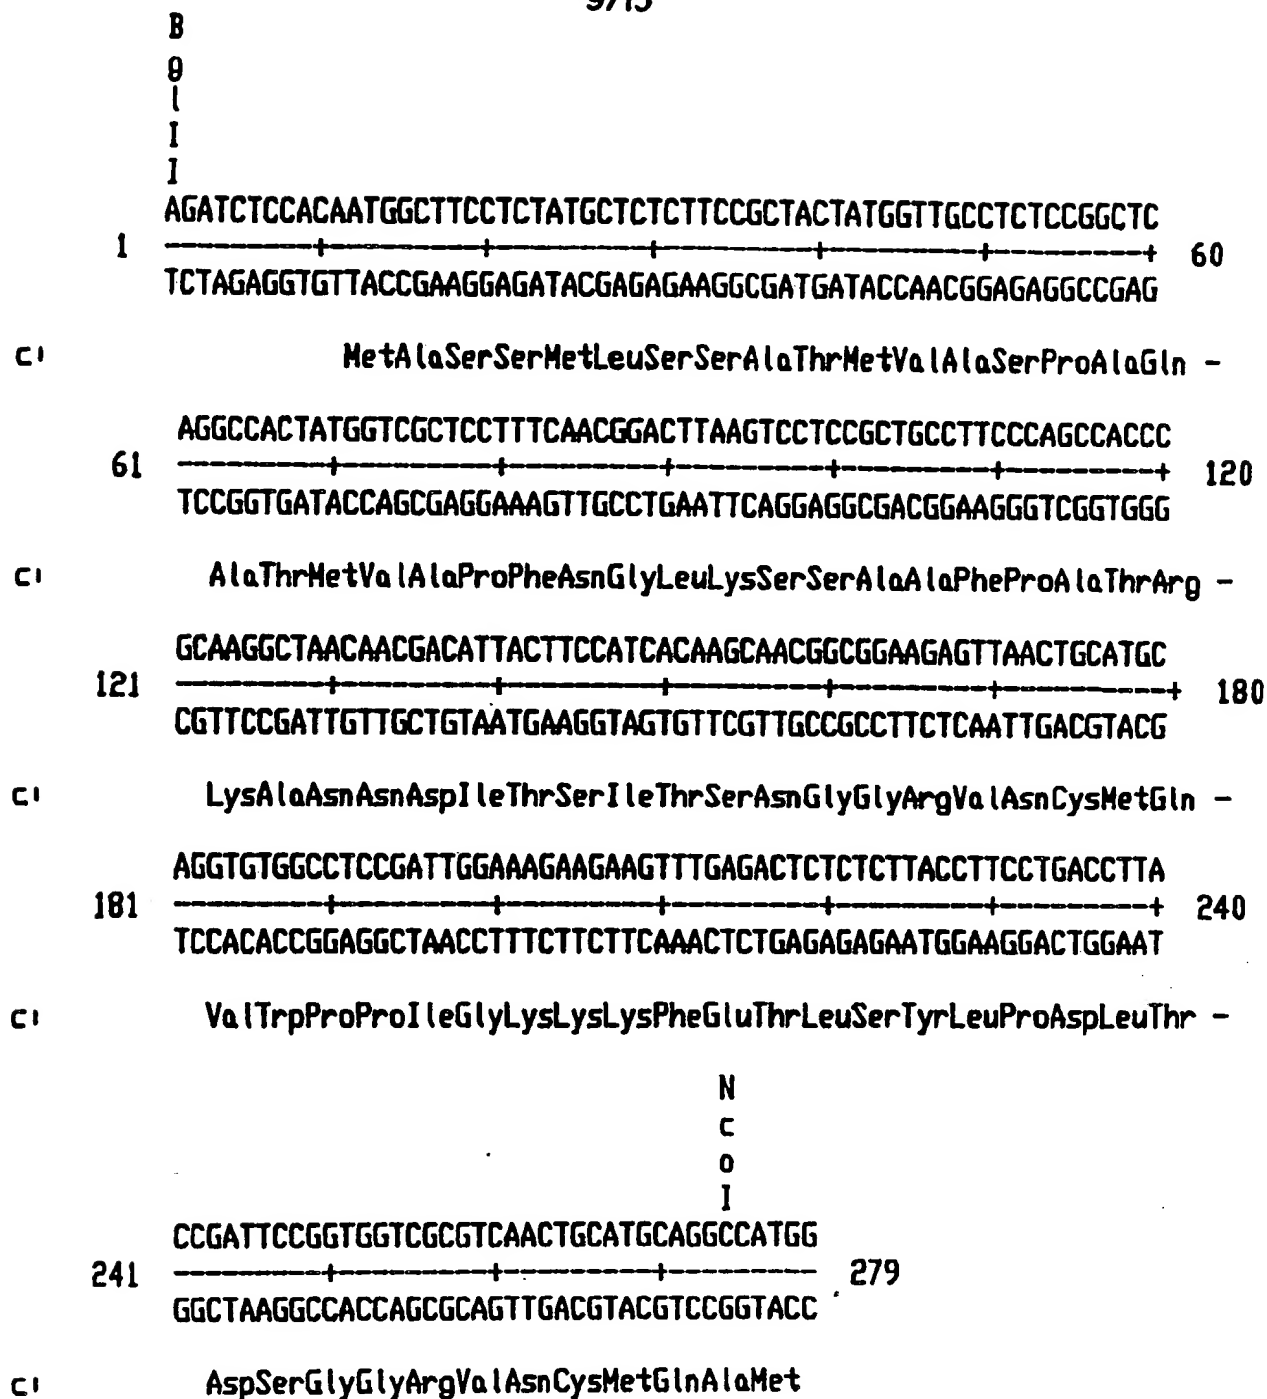 9/13
B
g
l
I
I
AGATCTCCACAATGGCTTCCTCTATGCTCTCTTCCGCTACTATGGTTGCCTCTCCGGCTC
1 ---------+---------+---------+---------+---------+---------+ 60
TCTAGAGGTGTTACCGAAGGAGATACGAGAGAAGGCGATGATACCAACGGAGAGGCCGAG
c: MetAlaSerSerMetLeuSerSerAlaThrMetValAlaSerProAlaGln -
AGGCCACTATGGTCGCTCCTTTCAACGGACTTAAGTCCTCCGCTGCCTTCCCAGCCACCC
61 ---------+---------+---------+---------+---------+---------+ 120
TCCGGTGATACCAGCGAGGAAAGTTGCCTGAATTCAGGAGGCGACGGAAGGGTCGGTGGG
c: AlaThrMetValAlaProPheAsnGlyLeuLysSerSerAlaAlaPheProAlaThrArg -
GCAAGGCTAACAACGACATTACTTCCATCACAAGCAACGGCGGAAGAGTTAACTGCATGC
121 ---------+---------+---------+---------+---------+---------+ 180
CGTTCCGATTGTTGCTGTAATGAAGGTAGTGTTCGTTGCCGCCTTCTCAATTGACGTACG
c: LysAlaAsnAsnAspIleThrSerIleThrSerAsnGlyGlyArgValAsnCysMetGln -
AGGTGTGGCCTCCGATTGGAAAGAAGAAGTTTGAGACTCTCTCTTACCTTCCTGACCTTA
181 ---------+---------+---------+---------+---------+---------+ 240
TCCACACCGGAGGCTAACCTTTCTTCTTCAAACTCTGAGAGAGAATGGAAGGACTGGAAT
c: ValTrpProProIleGlyLysLysLysPheGluThrLeuSerTyrLeuProAspLeuThr -
N
c
o
I
CCGATTCCGGTGGTCGCGTCAACTGCATGCAGGCCATGG
241 ---------+---------+---------+--------- 279
GGCTAAGGCCACCAGCGCAGTTGACGTACGTCCGGTACC
c: AspSerGlyGlyArgValAsnCysMetGlnAlaMet